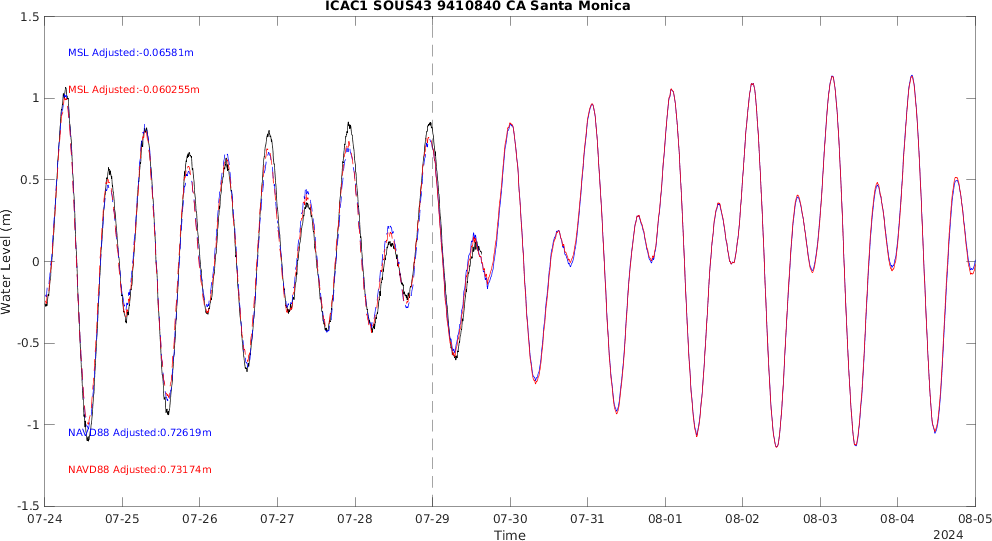 ICAC1 SOUS43 9410840 CA Santa Monica
1.5
MSL Adjusted:-0.06581m
MSL Adjusted:-0.060255m
1
0.5
Water Level (m)
0
-0.5
-1
NAVD88 Adjusted:0.72619m
NAVD88 Adjusted:0.73174m
-1.5
07-24 07-25 07-26 07-27 07-28 07-29 07-30 07-31 08-01 08-02 08-03 08-04 08-05
Time
2024